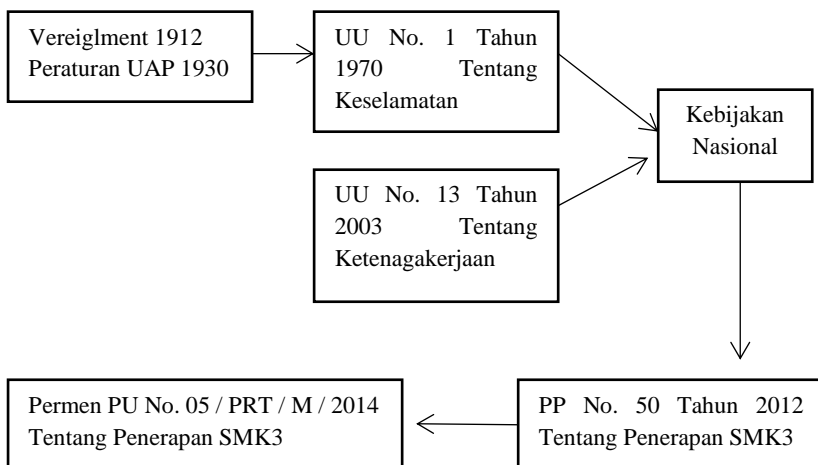 Vereiglment 1912
Peraturan UAP 1930
UU No. 1 Tahun
1970 Tentang
Keselamatan
Kebijakan
Nasional
UU No. 13 Tahun
2003 Tentang
Ketenagakerjaan
Permen PU No. 05 / PRT / M / 2014
Tentang Penerapan SMK3
PP No. 50 Tahun 2012
Tentang Penerapan SMK3